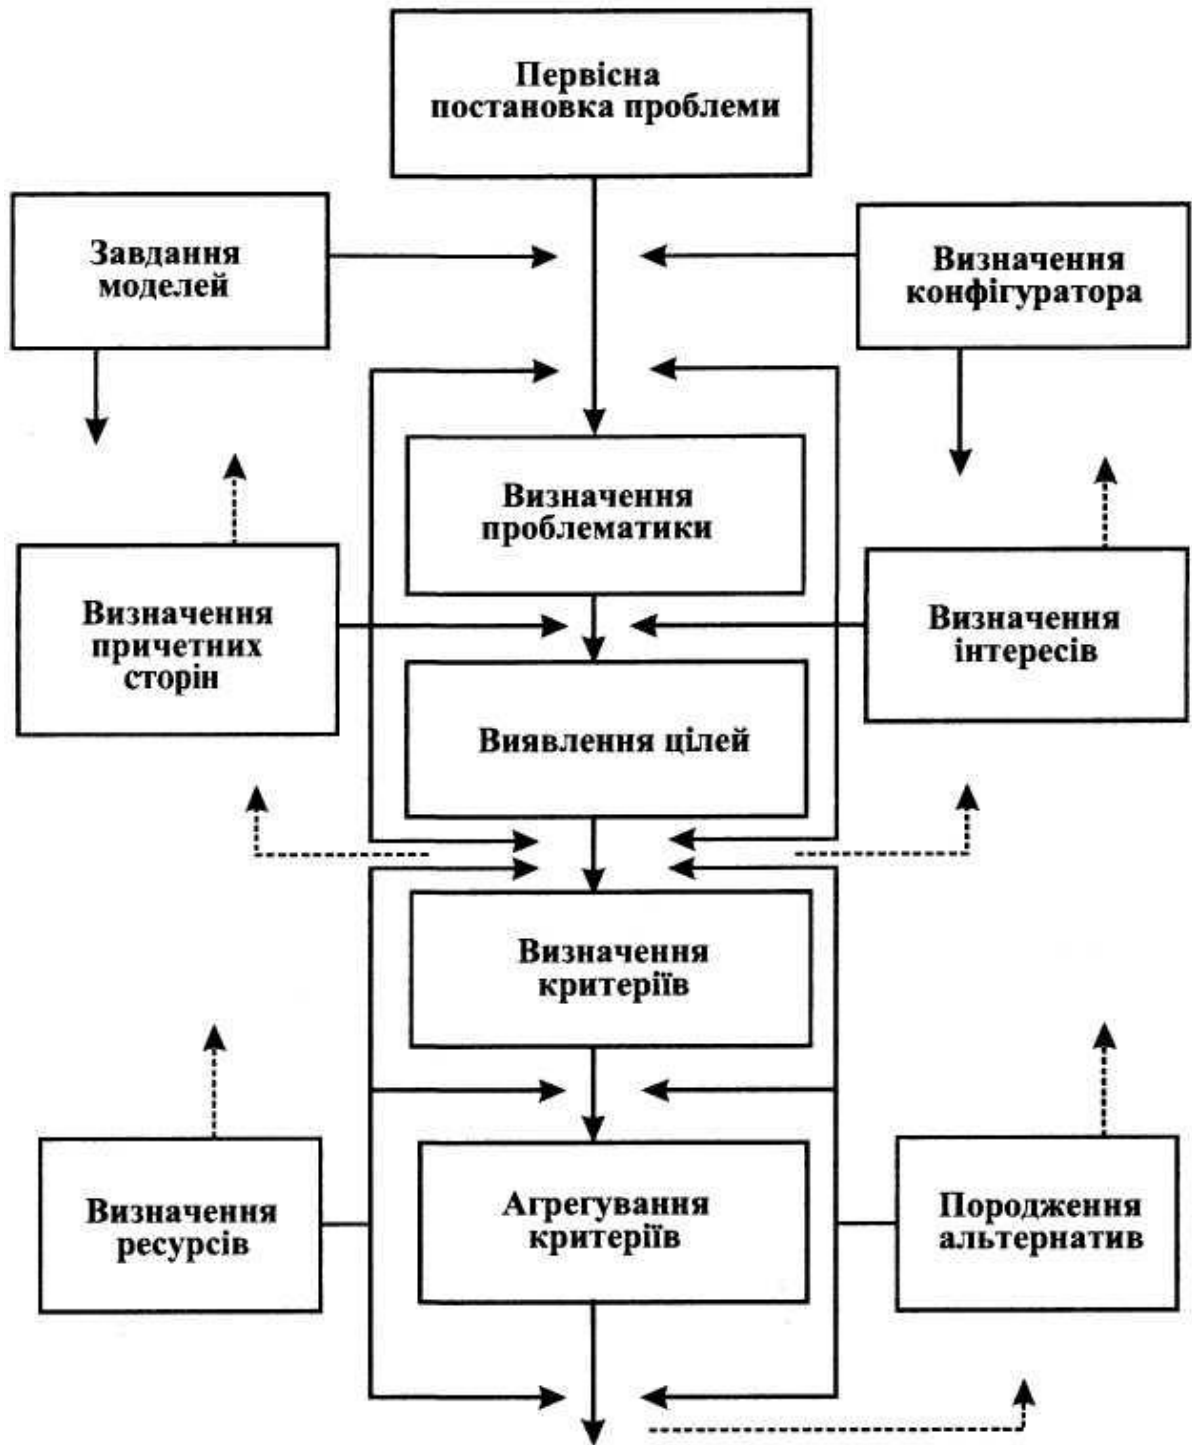 Первісна
постановка проблеми
Завдання
моделей
Визначення
конфігуратора
Визначення
проблематики
Визначення
причетних
сторін
Визначення
інтересів
Виявлення цілей
Визначення
критеріїв
Визначення
ресурсів
Агрегування
критеріїв
Породження
альтернатив